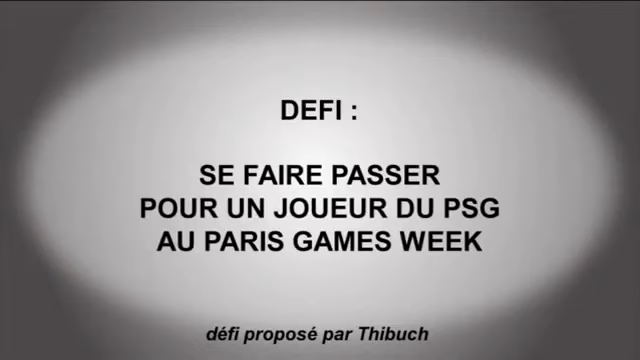 DEFI :
SE FAIRE PASSER
POUR UN JOUEUR DU PSG
AU PARIS GAMES WEEK
défi proposé par Thibuch